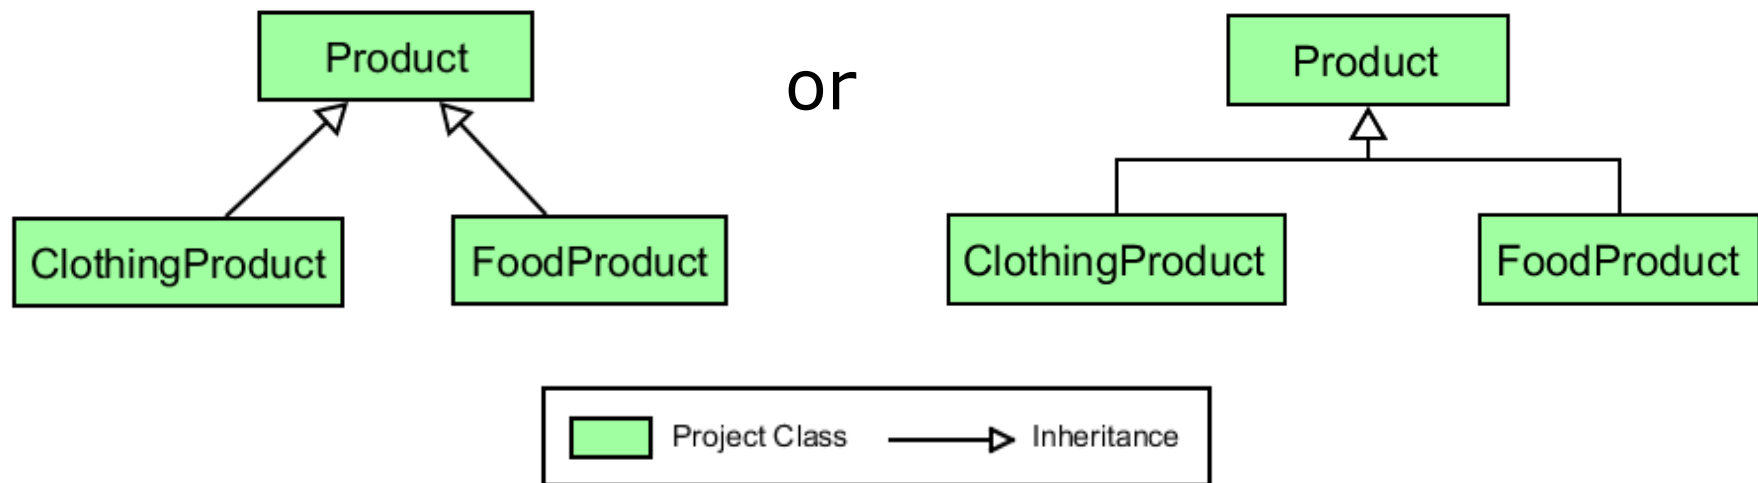 Product
ClothingProduct
FoodProduct
or
Product
ClothingProduct
FoodProduct
Project Class
Inheritance